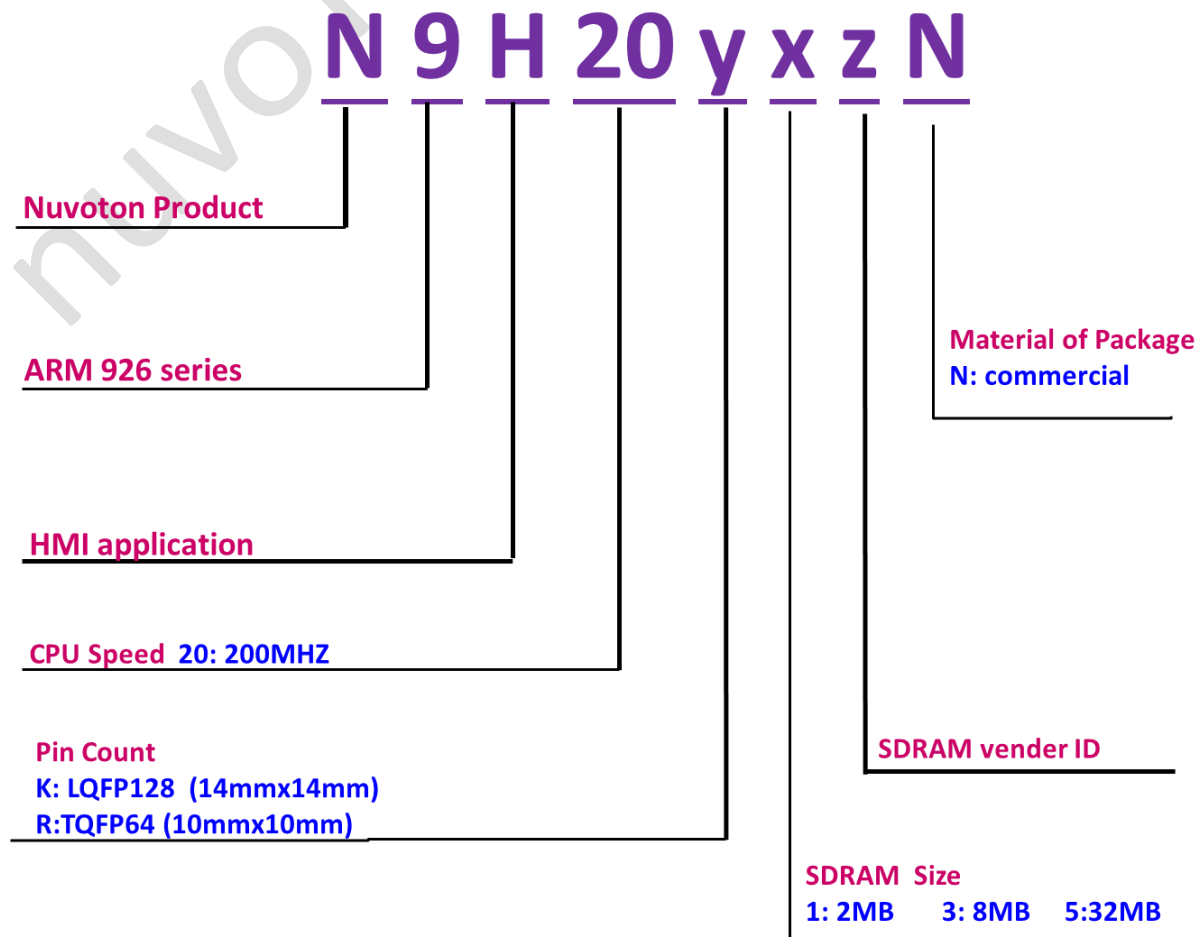 N 9 H 20 y x z N
nuvo
Nuvoton Product
Material of Package
N: commercial
ARM 926 series
HMI application
CPU Speed 20: 200MHZ
Pin Count
K: LQFP128 (14mmx14mm)
R:TQFP64 (10mmx10mm)
SDRAM vender ID
SDRAM Size
1: 2MB 3: 8MB 5:32MB